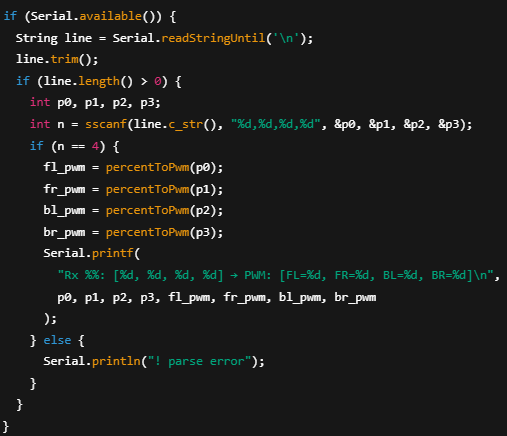 if (Serial.available()) {
  String line = Serial.readStringUntil('\n');
  line.trim();
  if (line.length() > 0) {
    int p0, p1, p2, p3;
    int n = sscanf(line.c_str(), "%d,%d,%d,%d", &p0, &p1, &p2, &p3);
    if (n == 4) {
      fl_pwm = percentToPwm(p0);
      fr_pwm = percentToPwm(p1);
      bl_pwm = percentToPwm(p2);
      br_pwm = percentToPwm(p3);
      Serial.printf(
        "Rx %%: [%d, %d, %d, %d] → PWM: [FL=%d, FR=%d, BL=%d, BR=%d]\n",
        p0, p1, p2, p3, fl_pwm, fr_pwm, bl_pwm, br_pwm
      );
    } else {
      Serial.println("! parse error");
    }
  }
}